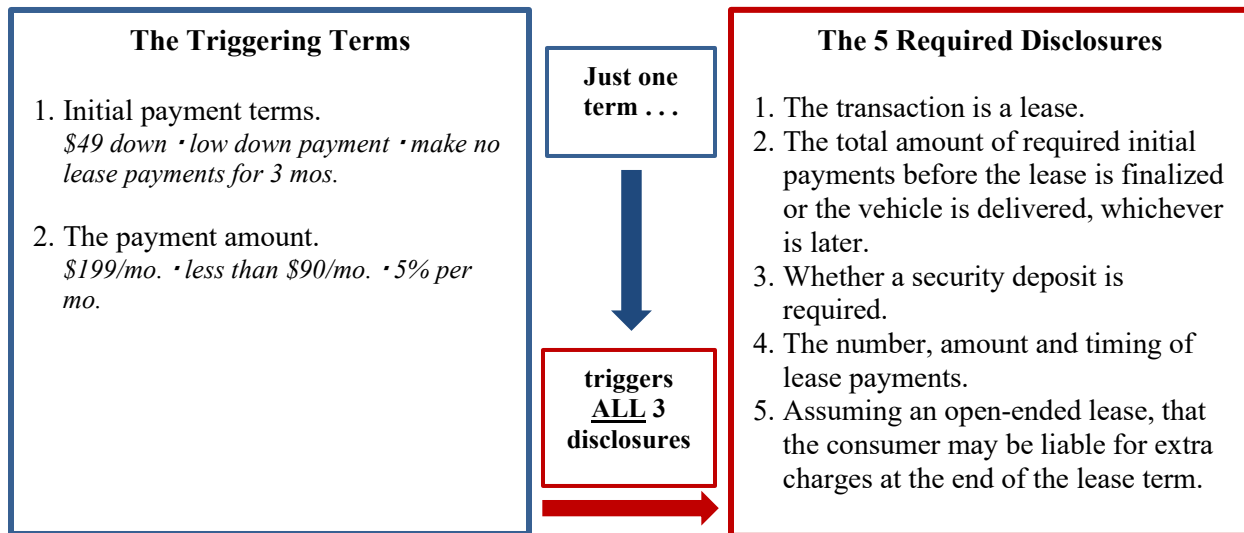 The Triggering Terms
1. Initial payment terms.
$49 down · low down payment · make no
lease payments for 3 mos.
2. The payment amount.
$199/mo. · less than $90/mo. · 5% per
mo.
Just one
term . . .
triggers
ALL 3
disclosures
The 5 Required Disclosures
1. The transaction is a lease.
2. The total amount of required initial
payments before the lease is finalized
or the vehicle is delivered, whichever
is later.
3. Whether a security deposit is
required.
4. The number, amount and timing of
lease payments.
5. Assuming an open-ended lease, that
the consumer may be liable for extra
charges at the end of the lease term.